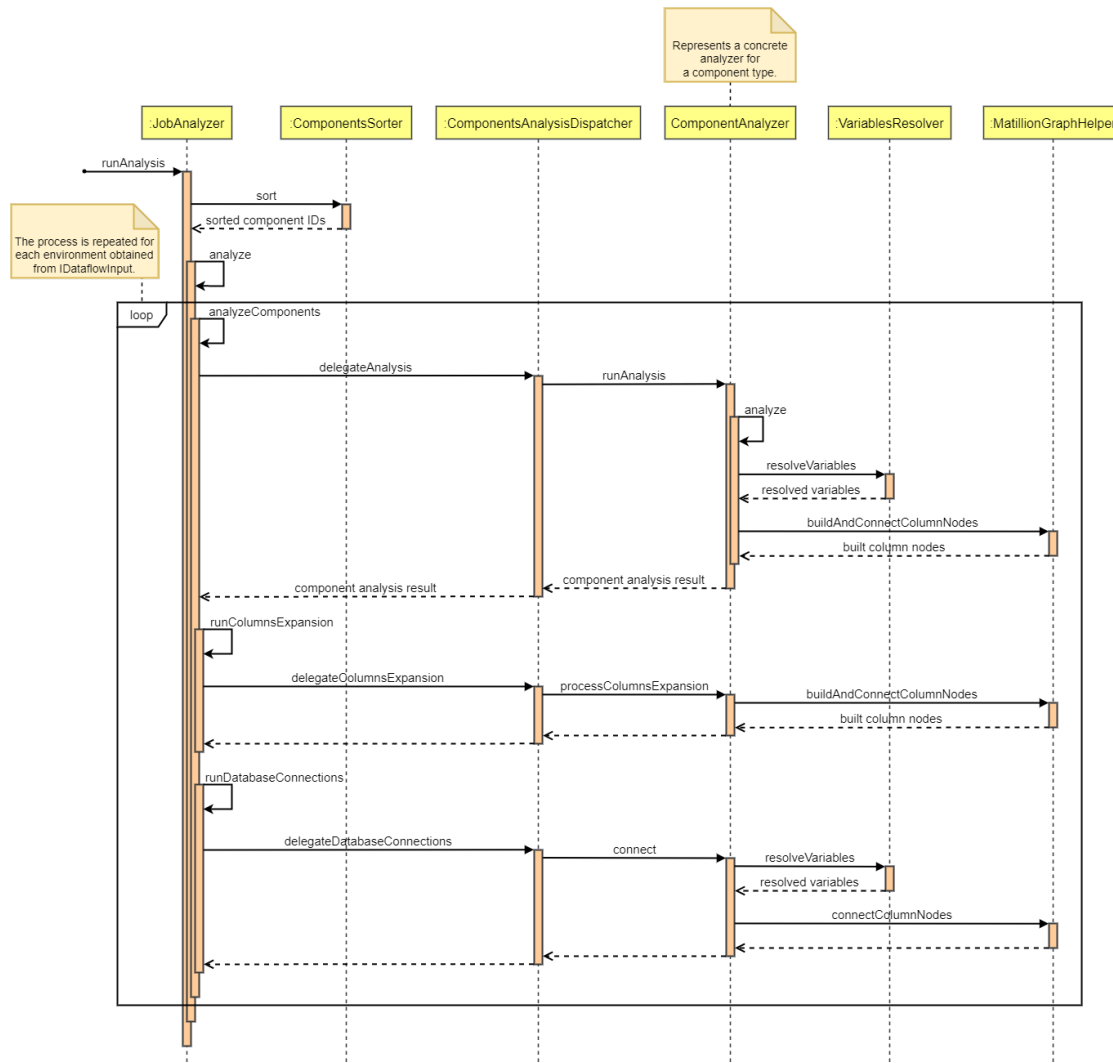 Represents a concrete
analyzer for
a component type.
:JobAnalyzer
:ComponentsSorter
:ComponentsAnalysisDispatcher
ComponentAnalyzer
:VariablesResolver
:MatillionGraphHelper
runAnalysis
sort
sorted component IDs
The process is repeated for
each environment obtained
from IDataflowInput.
analyze
loop
analyzeComponents
delegateAnalysis
runAnalysis
analyze
resolveVariables
resolved variables
buildAndConnectColumnNodes
built column nodes
component analysis result
component analysis result
runColumnsExpansion
delegateColumnsExpansion
processColumnsExpansion
buildAndConnectColumnNodes
built column nodes
runDatabaseConnections
delegateDatabaseConnections
connect
resolveVariables
resolved variables
connectColumnNodes